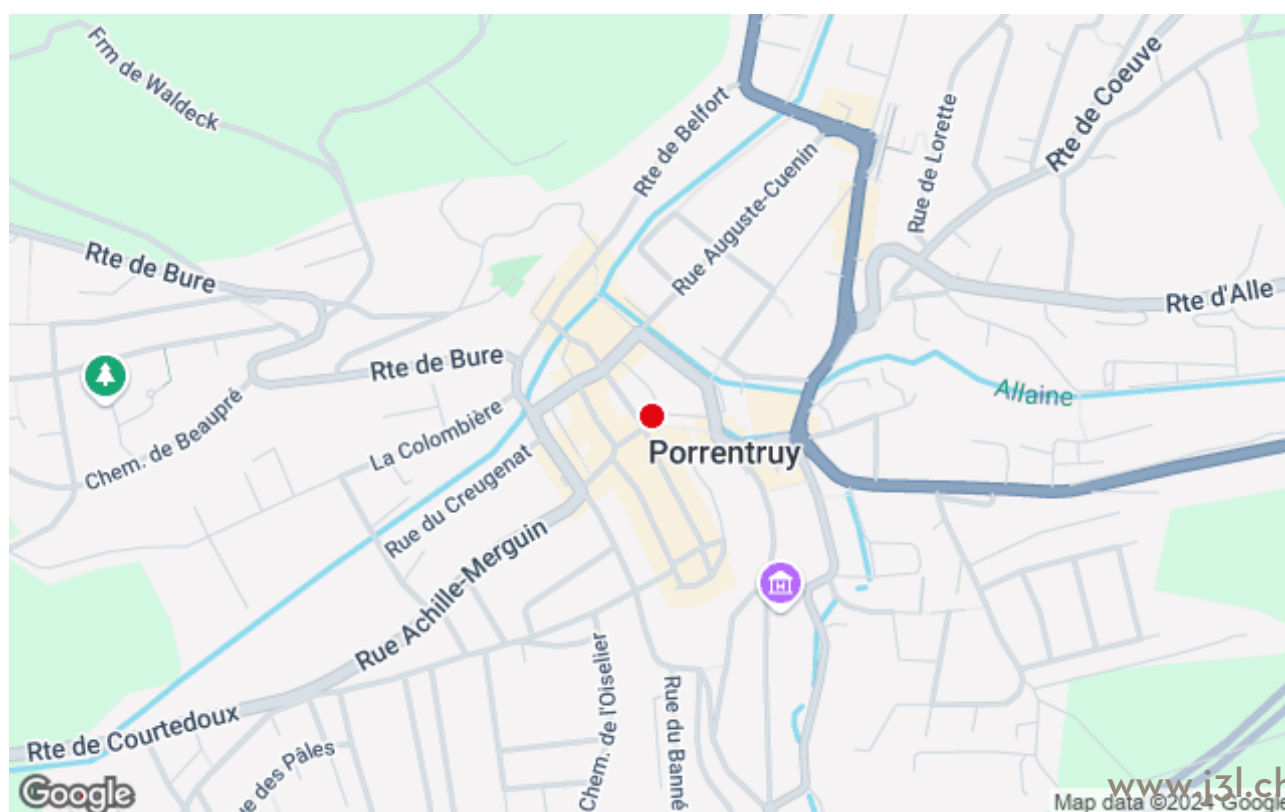 Frm de Waldeck
Rte de Belfort
Rue Auguste-Cuenin
Rue de Lorette
Rte de Coeuve
Rte de Bure
Rte d'Alle
Rte de Bure
Allaine
Chem. de Beaupré
La Colombière
Porrentruy
Rue du Creugenat
Rue Achille-Merguin
Chem. de l'Oiselier
Rue du Banné
Rte de Courtedoux
ue des Pâles
Google
www.j3l.ch
Map data ©2024 Google